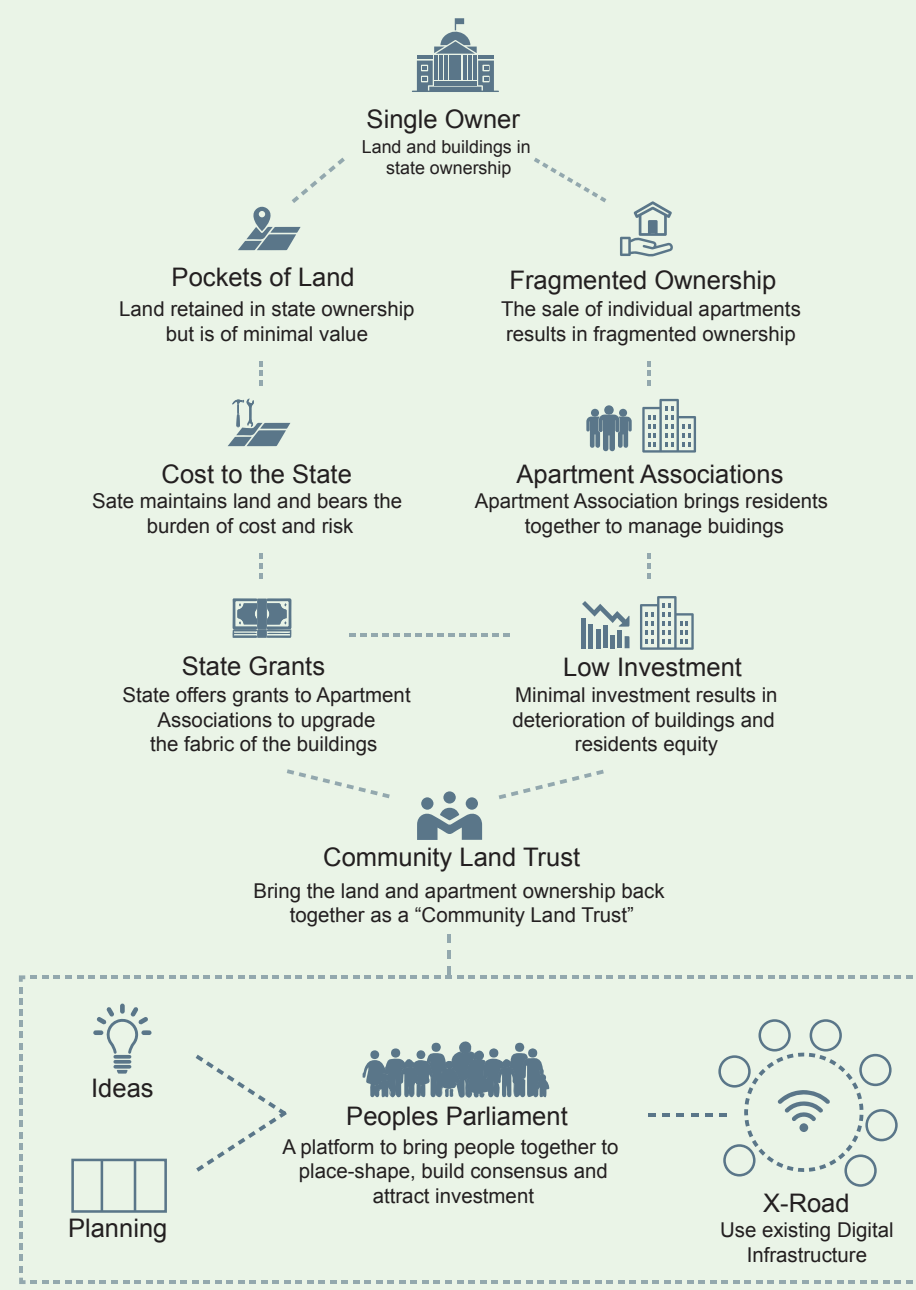 Single Owner
Land and buildings in
state ownership
Pockets of Land
Land retained in state ownership
but is of minimal value
Fragmented Ownership
The sale of individual apartments
results in fragmented ownership
Cost to the State
Sate maintains land and bears the
burden of cost and risk
Apartment Associations
Apartment Association brings residents
together to manage buidings
State Grants
State offers grants to Apartment
Associations to upgrade
the fabric of the buildings
Low Investment
Minimal investment results in
deterioration of buildings and
residents equity
Community Land Trust
Bring the land and apartment ownership back
together as a “Community Land Trust”
Ideas
Planning
Peoples Parliament
A platform to bring people together to
place-shape, build consensus and
attract investment
X-Road
Use existing Digital
Infrastructure